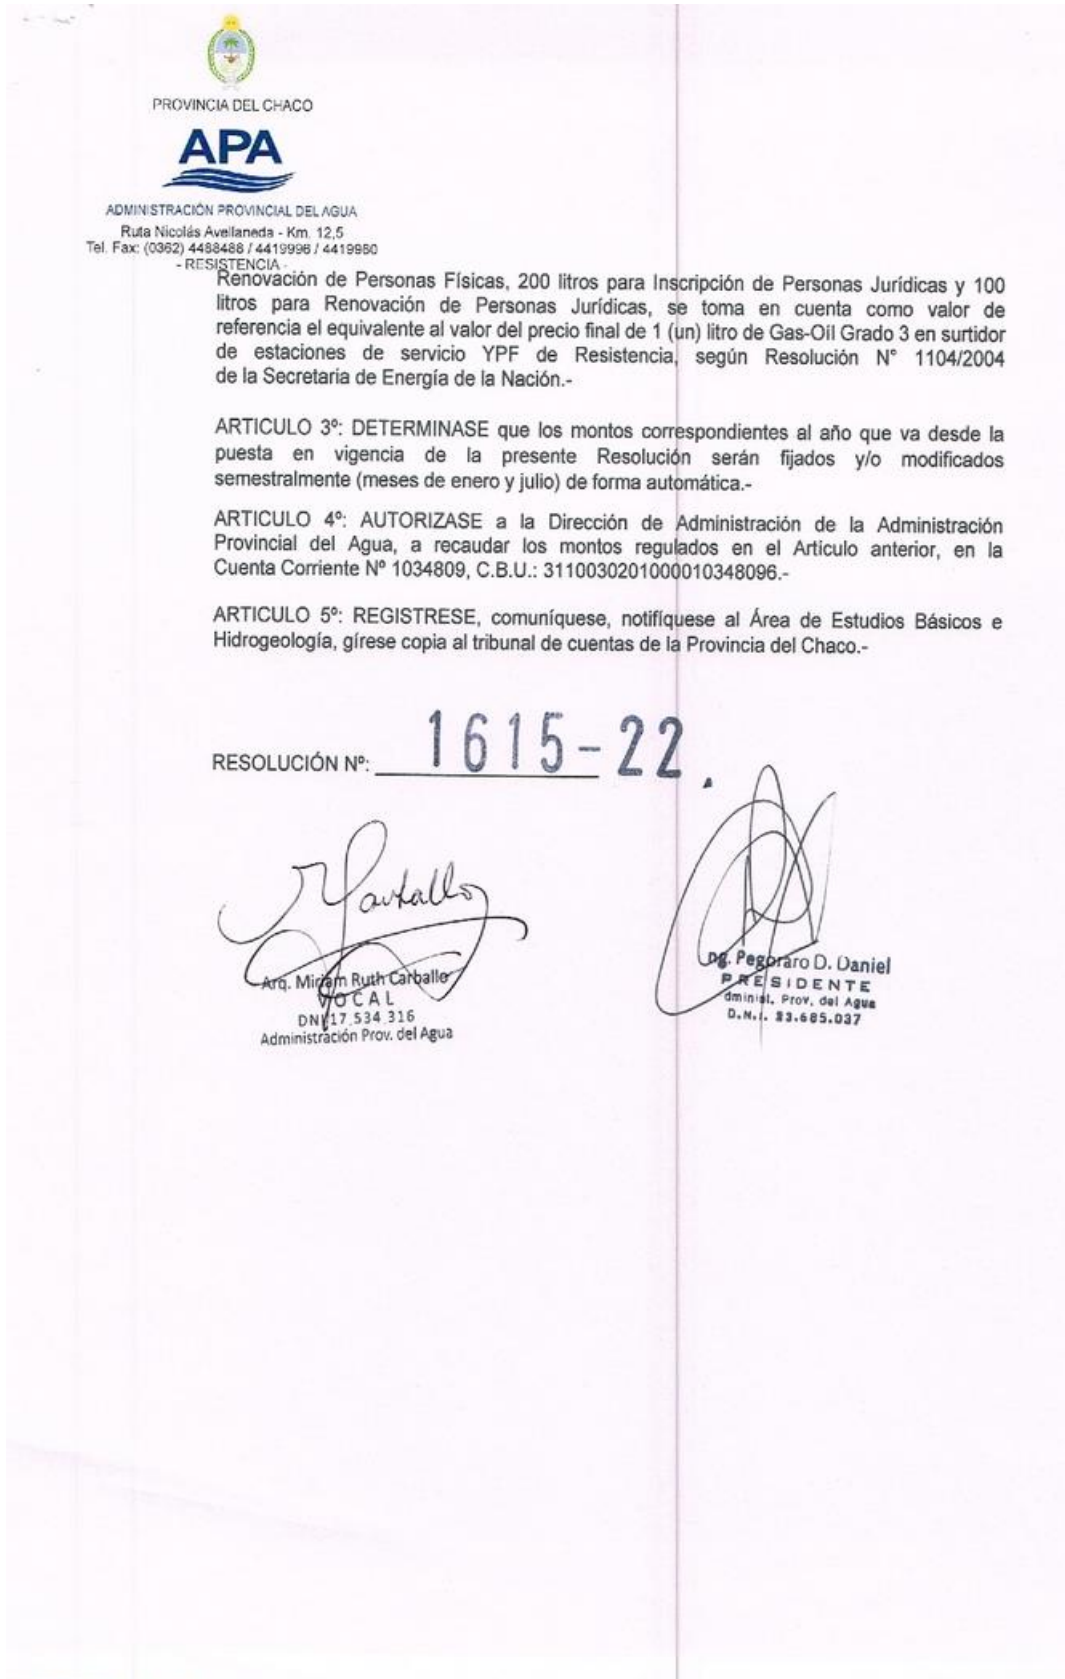 PROVINCIA DEL CHACO
APA
ADMINISTRACIÓN PROVINCIAL DEL AGUA
Ruta Nicolás Avellaneda - Km. 12,5
Tel. Fax: (0362) 4488488 / 4419996 / 4419950
- RESISTENCIA -
Renovación de Personas Físicas, 200 litros para Inscripción de Personas Jurídicas y 100
litros para Renovación de Personas Jurídicas, se toma en cuenta como valor de
referencia el equivalente al valor del precio final de 1 (un) litro de Gas-Oil Grado 3 en surtidor
de estaciones de servicio YPF de Resistencia, según Resolución N° 1104/2004
de la Secretaria de Energía de la Nación.-
ARTICULO 3º: DETERMINASE que los montos correspondientes al año que va desde la
puesta en vigencia de la presente Resolución serán fijados y/o modificados
semestralmente (meses de enero y julio) de forma automática.-
ARTICULO 4º: AUTORIZASE a la Dirección de Administración de la Administración
Provincial del Agua, a recaudar los montos regulados en el Articulo anterior, en la
Cuenta Corriente Nº 1034809, C.B.U.: 3110030201000010348096.-
ARTICULO 5º: REGISTRESE, comuníquese, notifíquese al Área de Estudios Básicos e
Hidrogeología, gírese copia al tribunal de cuentas de la Provincia del Chaco.-
RESOLUCIÓN Nº: 1615-22.
Arq. Miriam Ruth Carballo
VOCAL
DNI 17.534.316
Administración Prov. del Agua
Ing. Pegoraro D. Daniel
PRESIDENTE
dminist. Prov. del Agua
D.N.I. 23.685.037